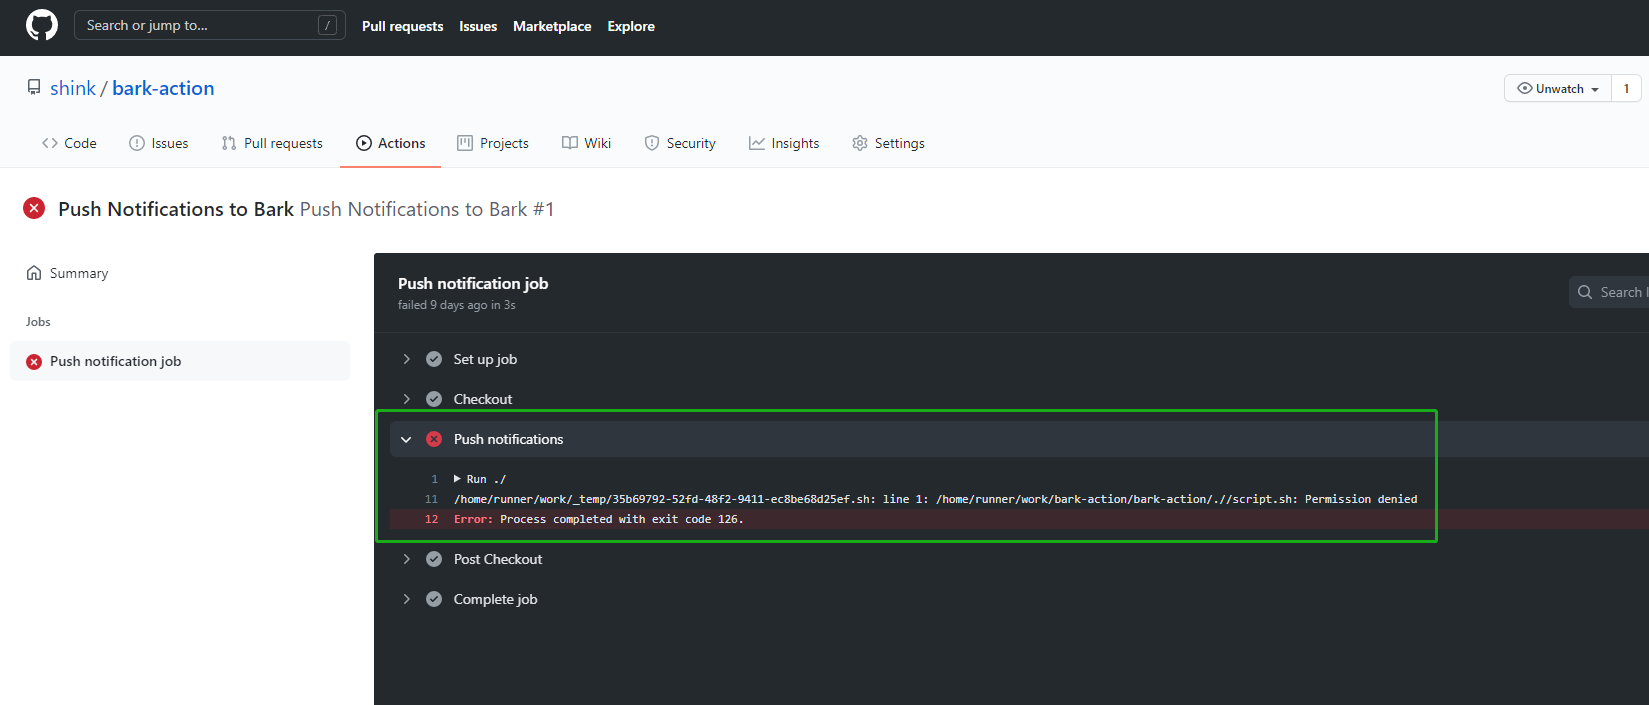 Search or jump to... / Pull requests Issues Marketplace Explore
shink / bark-action Unwatch 1
Code Issues Pull requests Actions Projects Wiki Security Insights Settings
Push Notifications to Bark Push Notifications to Bark #1
Summary
Jobs
Push notification job
Push notification job
failed 9 days ago in 3s
Search
Set up job
Checkout
Push notifications
1 Run ./
11 /home/runner/work/_temp/35b69792-52fd-48f2-9411-ec8be68d25ef.sh: line 1: /home/runner/work/bark-action/bark-action/.//script.sh: Permission denied
12 Error: Process completed with exit code 126.
Post Checkout
Complete job